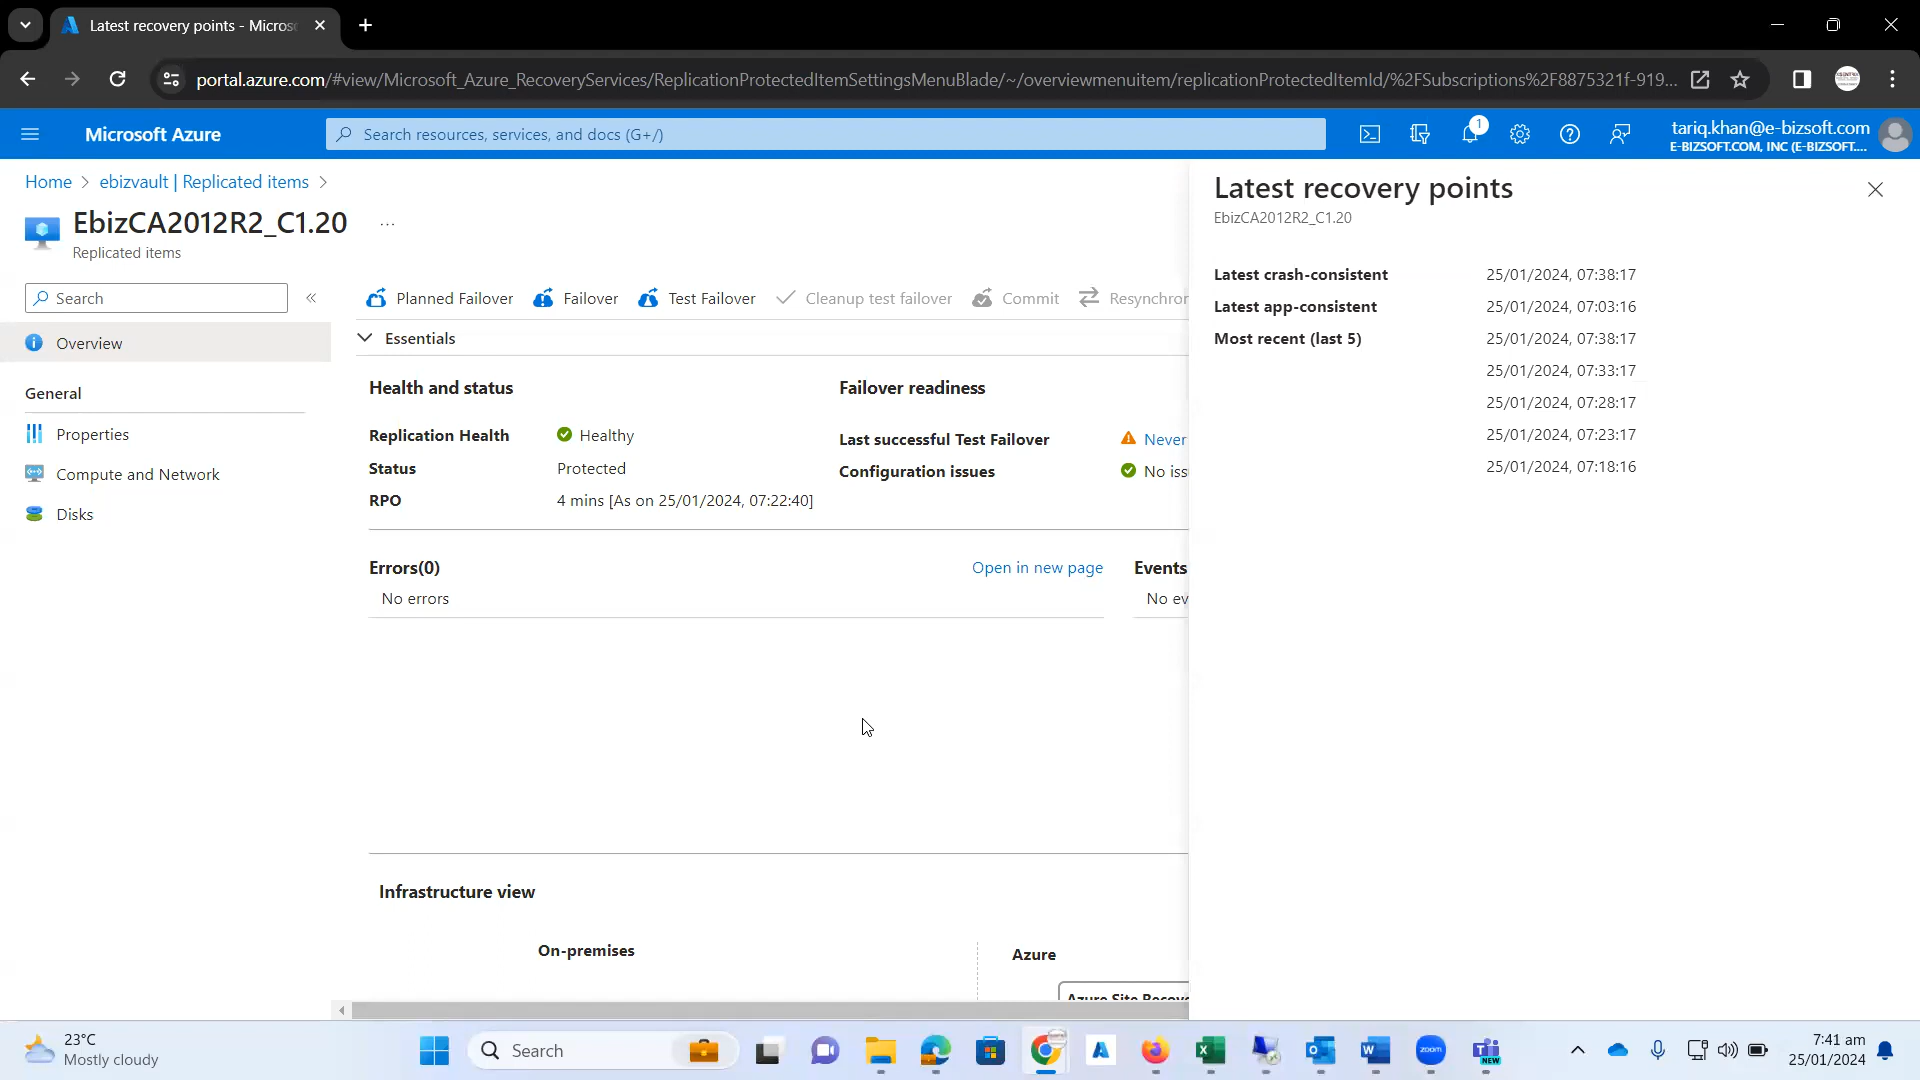 Latest recovery points - Micros
portal.azure.com/#view/Microsoft_Azure_RecoveryServices/ReplicationProtectedItemSettingsMenuBlade/~/overviewmenuitem/replicationProtectedItemId/%2FSubscriptions%2F8875321f-919...
Microsoft Azure
Search resources, services, and docs (G+/)
1
tariq.khan@e-bizsoft.com
E-BIZSOFT.COM, INC (E-BIZSOFT....
Home > ebizvault | Replicated items >
EbizCA2012R2_C1.20 ...
Replicated items
Search
Overview
General
Properties
Compute and Network
Disks
Planned Failover Failover Test Failover Cleanup test failover Commit Resynchror
Essentials
Health and status
Replication Health Healthy
Status Protected
RPO 4 mins [As on 25/01/2024, 07:22:40]
Failover readiness
Last successful Test Failover Never
Configuration issues No iss
Errors(0) Open in new page
No errors
Events
No ev
Infrastructure view
On-premises
Azure
Azure Site Recove
Latest recovery points
EbizCA2012R2_C1.20
Latest crash-consistent 25/01/2024, 07:38:17
Latest app-consistent 25/01/2024, 07:03:16
Most recent (last 5) 25/01/2024, 07:38:17
25/01/2024, 07:33:17
25/01/2024, 07:28:17
25/01/2024, 07:23:17
25/01/2024, 07:18:16
23°C
Mostly cloudy
Search
zoom
NEW
7:41 am
25/01/2024